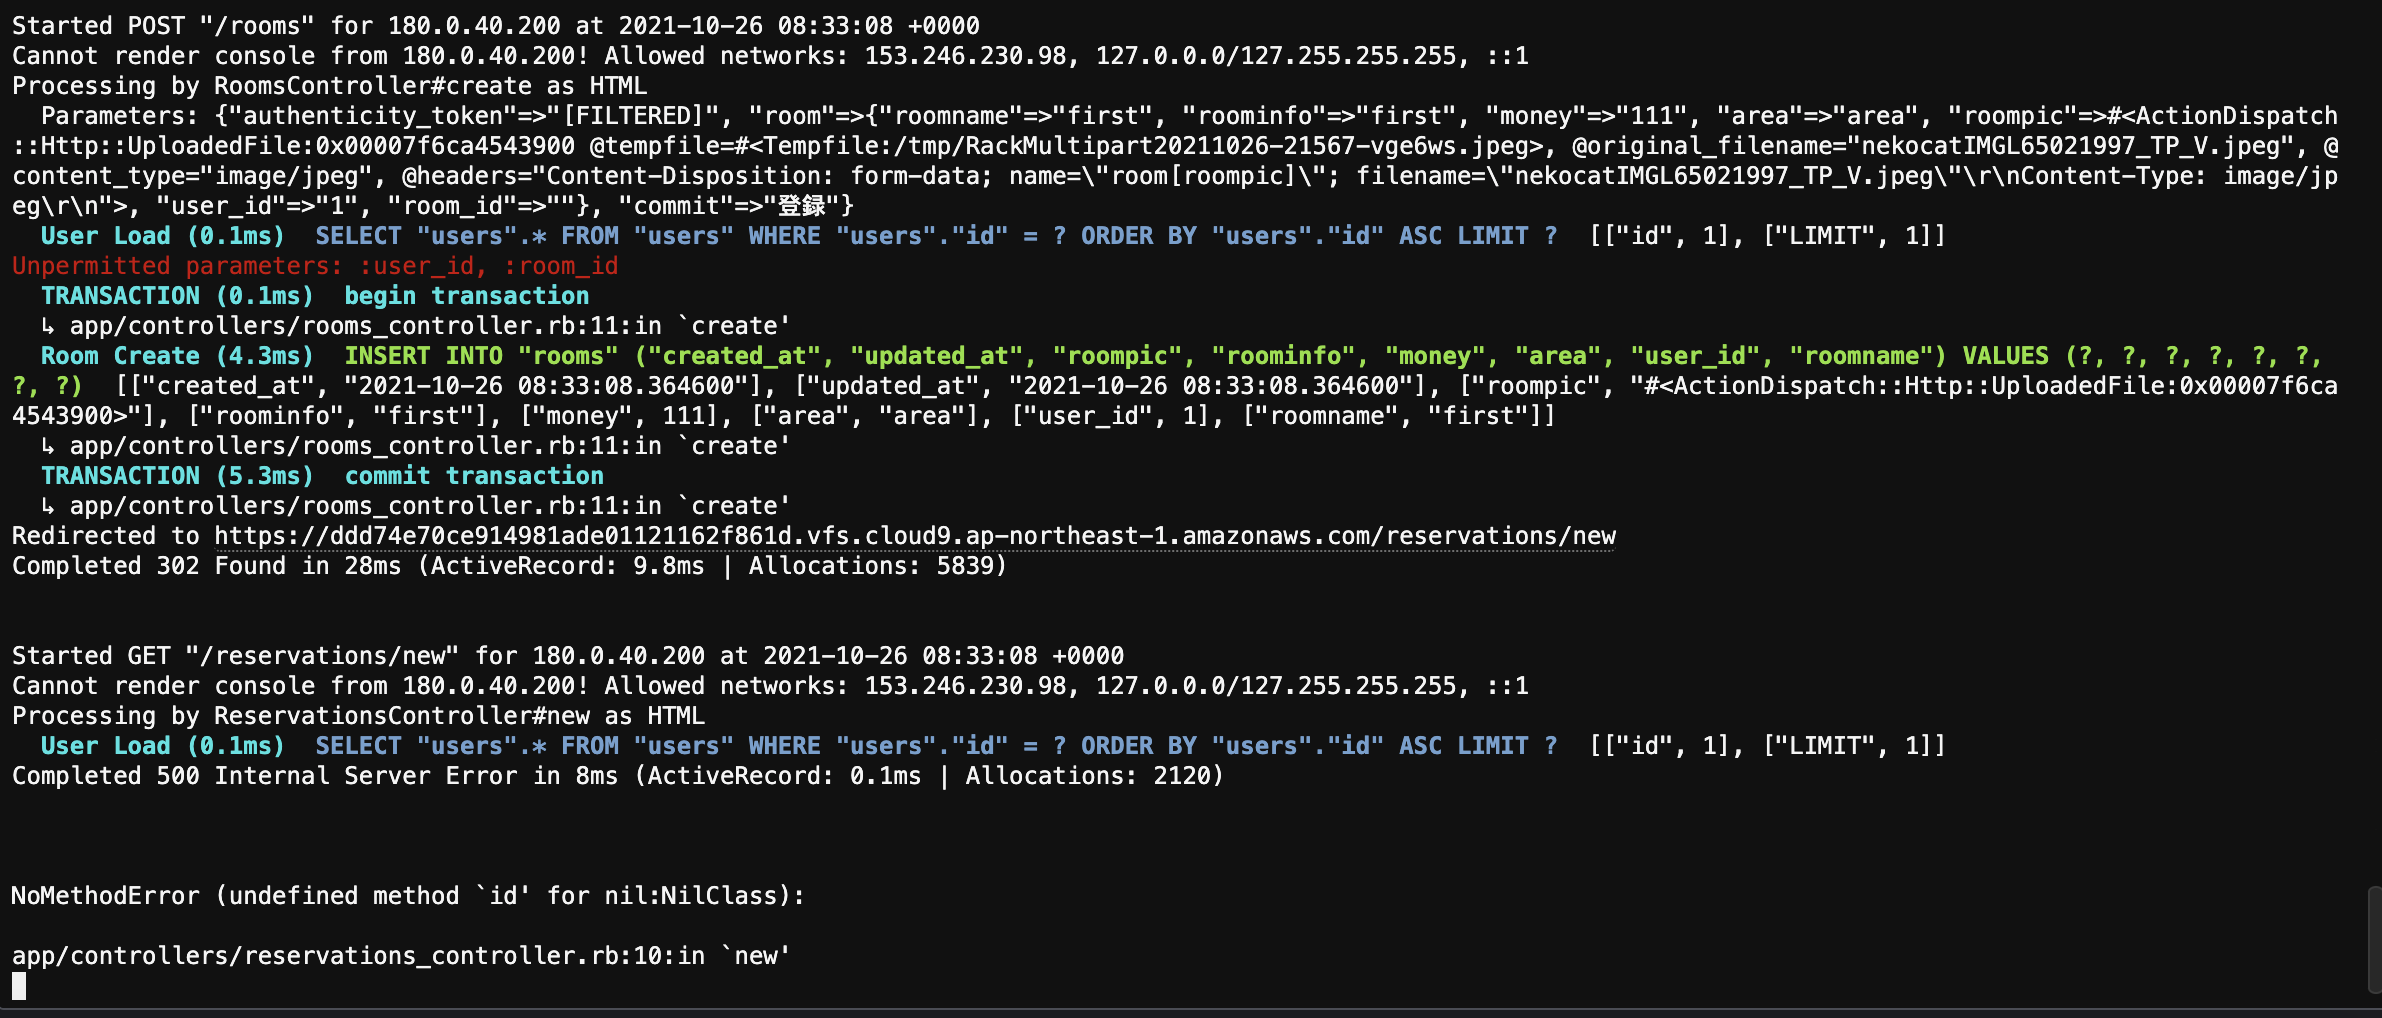 Started POST "/rooms" for 180.0.40.200 at 2021-10-26 08:33:08 +0000
Cannot render console from 180.0.40.200! Allowed networks: 153.246.230.98, 127.0.0.0/127.255.255.255, ::1
Processing by RoomsController#create as HTML
  Parameters: {"authenticity_token"=>"[FILTERED]", "room"=>{"roomname"=>"first", "roominfo"=>"first", "money"=>"111", "area"=>"area", "roompic"=>#<ActionDispatch
::Http::UploadedFile:0x00007f6ca4543900 @tempfile=#<Tempfile:/tmp/RackMultipart20211026-21567-vge6ws.jpeg>, @original_filename="nekocatIMGL65021997_TP_V.jpeg", @
content_type="image/jpeg", @headers="Content-Disposition: form-data; name=\"room[roompic]\"; filename=\"nekocatIMGL65021997_TP_V.jpeg\"\r\nContent-Type: image/jp
eg\r\n">, "user_id"=>"1", "room_id"=>""}, "commit"=>"登録"}
  User Load (0.1ms)  SELECT "users".* FROM "users" WHERE "users"."id" = ? ORDER BY "users"."id" ASC LIMIT ?  [["id", 1], ["LIMIT", 1]]
Unpermitted parameters: :user_id, :room_id
  TRANSACTION (0.1ms)  begin transaction
  ↳ app/controllers/rooms_controller.rb:11:in `create'
  Room Create (4.3ms)  INSERT INTO "rooms" ("created_at", "updated_at", "roompic", "roominfo", "money", "area", "user_id", "roomname") VALUES (?, ?, ?, ?, ?, ?,
?, ?)  [["created_at", "2021-10-26 08:33:08.364600"], ["updated_at", "2021-10-26 08:33:08.364600"], ["roompic", "#<ActionDispatch::Http::UploadedFile:0x00007f6ca
4543900>"], ["roominfo", "first"], ["money", 111], ["area", "area"], ["user_id", 1], ["roomname", "first"]]
  ↳ app/controllers/rooms_controller.rb:11:in `create'
  TRANSACTION (5.3ms)  commit transaction
  ↳ app/controllers/rooms_controller.rb:11:in `create'
Redirected to https://ddd74e70ce914981ade01121162f861d.vfs.cloud9.ap-northeast-1.amazonaws.com/reservations/new
Completed 302 Found in 28ms (ActiveRecord: 9.8ms | Allocations: 5839)
Started GET "/reservations/new" for 180.0.40.200 at 2021-10-26 08:33:08 +0000
Cannot render console from 180.0.40.200! Allowed networks: 153.246.230.98, 127.0.0.0/127.255.255.255, ::1
Processing by ReservationsController#new as HTML
  User Load (0.1ms)  SELECT "users".* FROM "users" WHERE "users"."id" = ? ORDER BY "users"."id" ASC LIMIT ?  [["id", 1], ["LIMIT", 1]]
Completed 500 Internal Server Error in 8ms (ActiveRecord: 0.1ms | Allocations: 2120)
NoMethodError (undefined method `id' for nil:NilClass):
app/controllers/reservations_controller.rb:10:in `new'